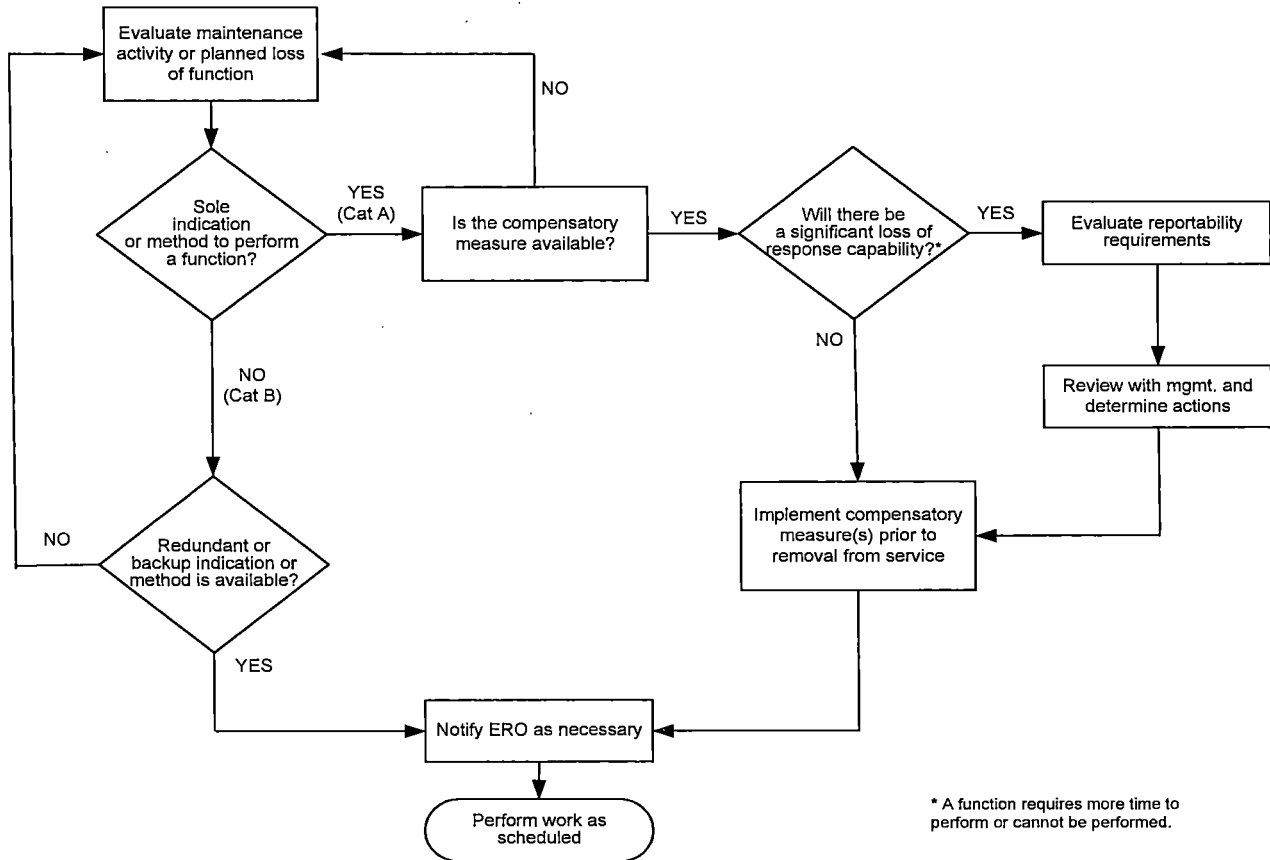 Evaluate maintenance
activity or planned loss
of function
NO
Sole
indication
or method to perform
a function?
YES
(Cat A)
Is the compensatory
measure available?
YES
Will there be
a significant loss of
response capability?*
YES
Evaluate reportability
requirements
NO
Review with mgmt. and
determine actions
NO
(Cat B)
Implement compensatory
measure(s) prior to
removal from service
NO
Redundant or
backup indication or
method is available?
YES
Notify ERO as necessary
Perform work as
scheduled
* A function requires more time to
perform or cannot be performed.